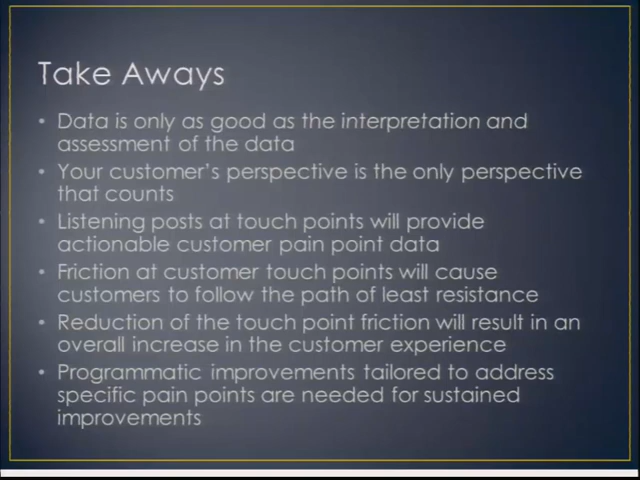 Take Aways
• Data is only as good as the interpretation and
assessment of the data
• Your customer's perspective is the only perspective
that counts
• Listening posts at touch points will provide
actionable customer pain point data
• Friction at customer touch points will cause
customers to follow the path of least resistance
• Reduction of the touch point friction will result in an
overall increase in the customer experience
• Programmatic improvements tailored to address
specific pain points are needed for sustained
improvements